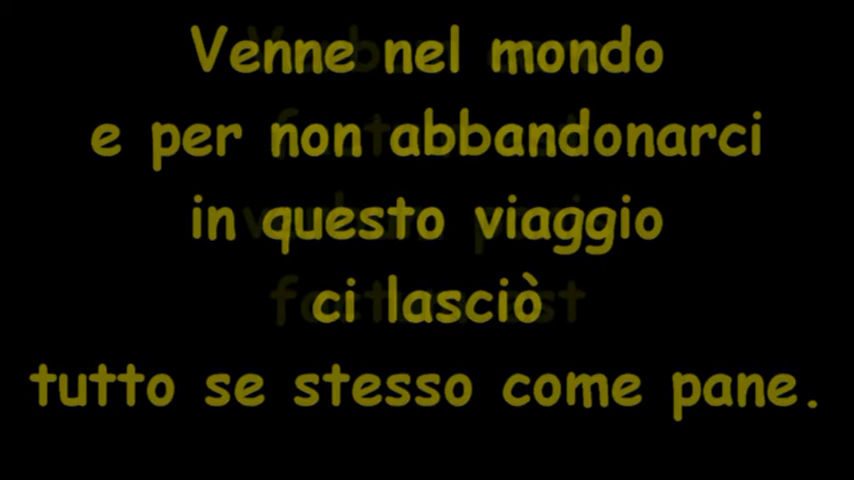 Venne nel mondo
e per non abbandonarci
in questo viaggio
ci lasciò
tutto se stesso come pane.